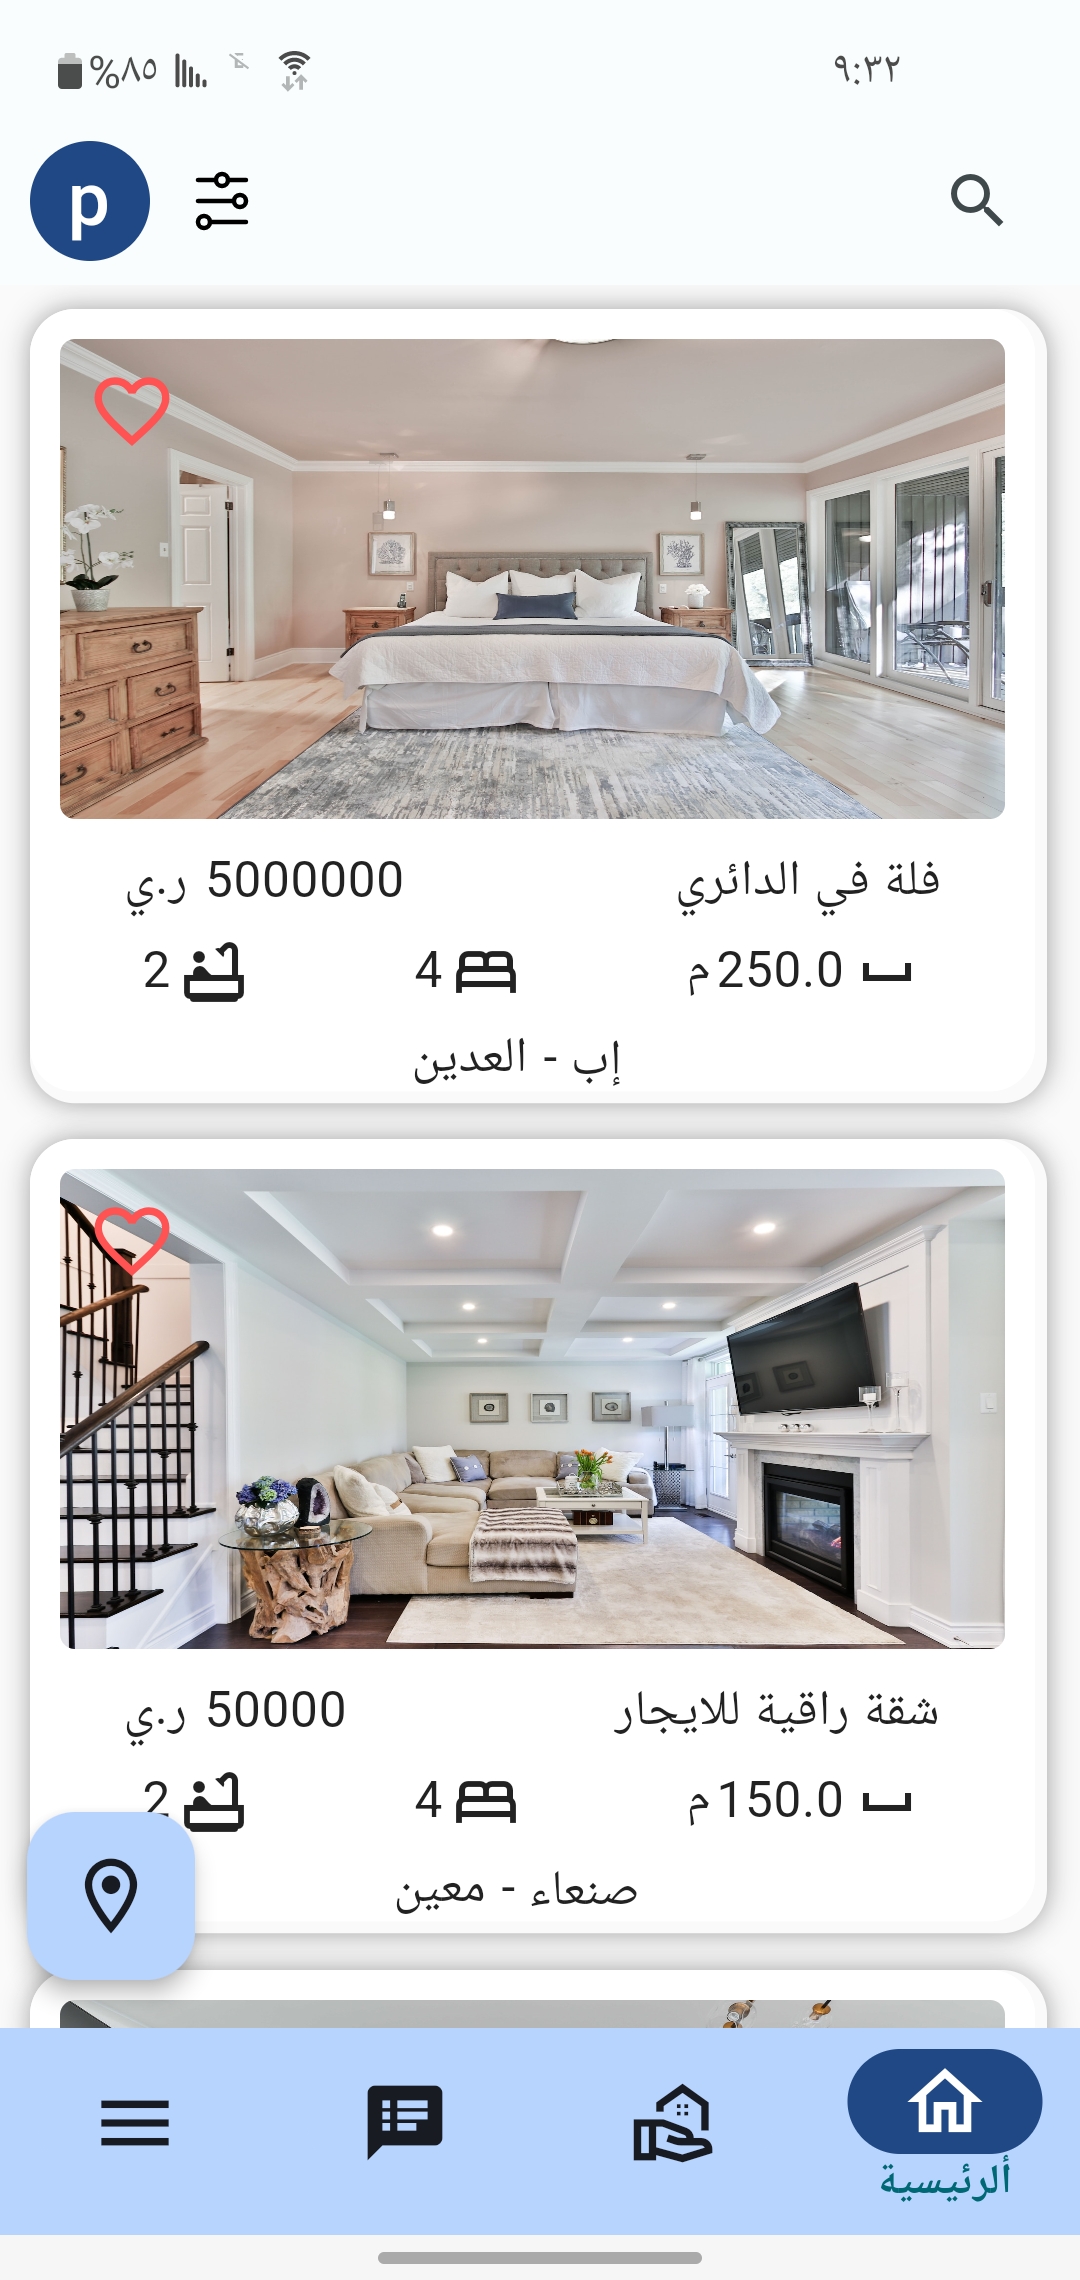 ٩:٣٢
%٨٥
p
فلة في الدائري
5000000 ر.ي
250.0 م
4
2
إب - العدين
شقة راقية للايجار
50000 ر.ي
150.0 م
4
2
صنعاء - معين
ألرئيسية